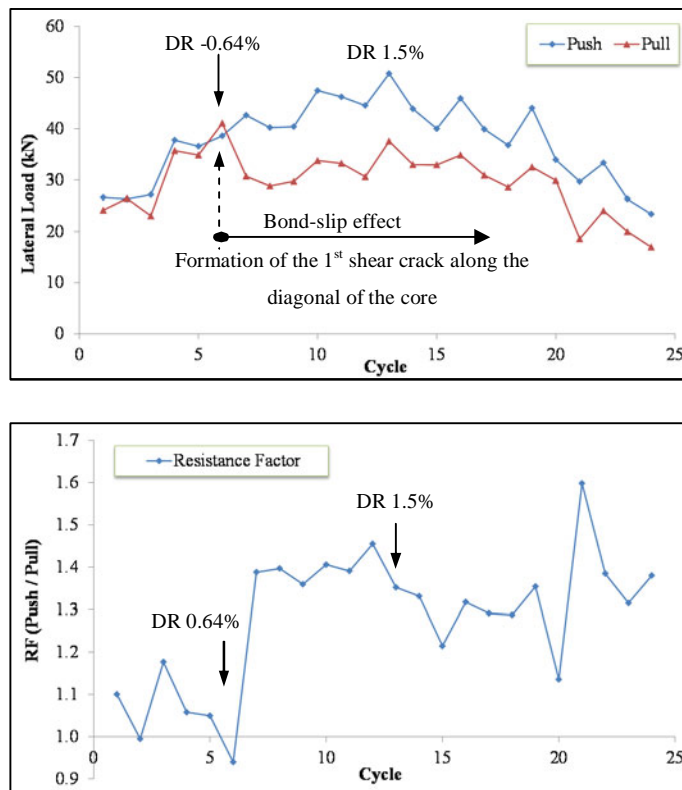 DR -0.64%
DR 1.5%
Push
Pull
60
50
40
30
20
10
0
Lateral Load (kN)
Bond-slip effect
Formation of the 1st shear crack along the
diagonal of the core
0
5
10
15
20
25
Cycle
1.7
1.6
1.5
1.4
1.3
1.2
1.1
1.0
0.9
RF (Push / Pull)
Resistance Factor
DR 1.5%
DR 0.64%
0
5
10
15
20
25
Cycle